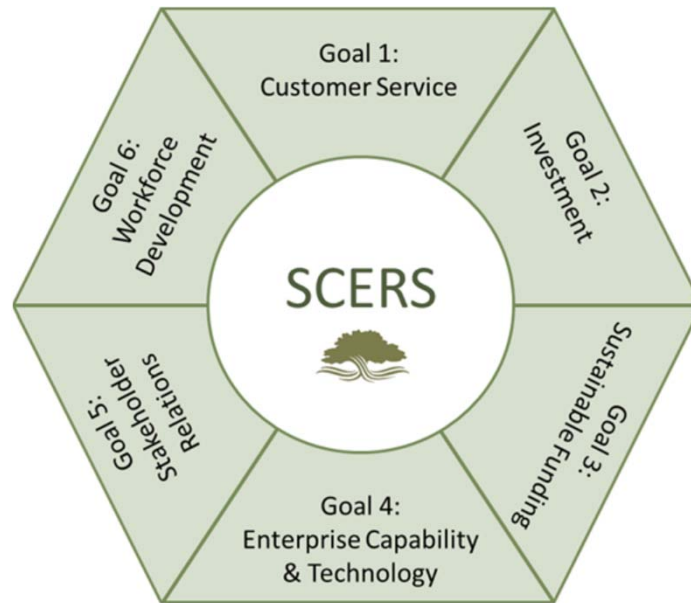 Goal 1:
Customer Service
Goal 2:
Investment
Goal 3:
Sustainable Funding
Goal 4:
Enterprise Capability
& Technology
Goal 5:
Stakeholder
Relations
Goal 6:
Workforce
Development
SCERS